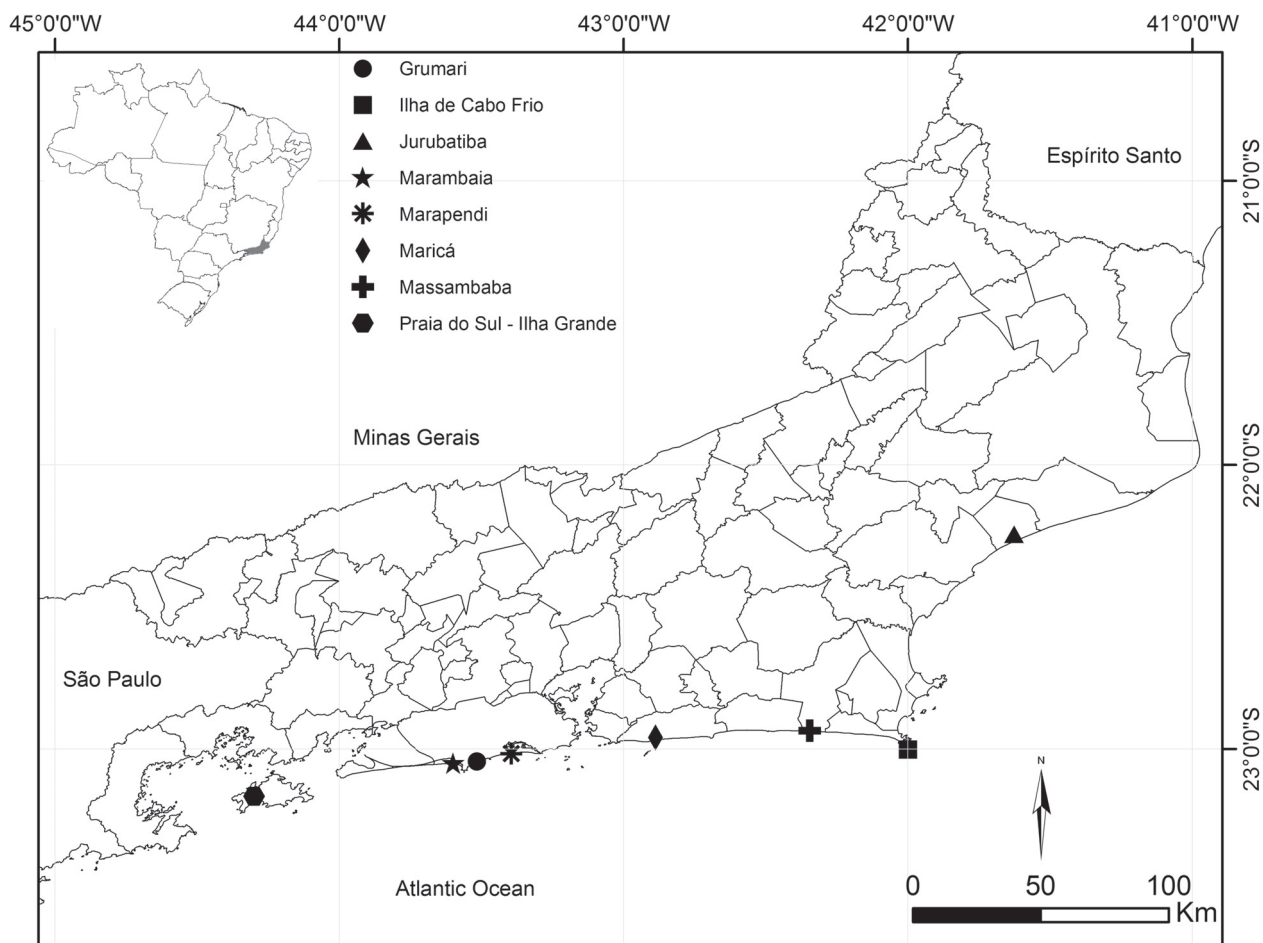 45°0'0"W 44°0'0"W 43°0'0"W 42°0'0"W 41°0'0"W
Grumari
Ilha de Cabo Frio
Jurubatiba
Marambaia
Marapendi
Maricá
Massambaba
Praia do Sul - Ilha Grande
Espírito Santo
21°0'0"S
Minas Gerais
22°0'0"S
São Paulo
23°0'0"S
N
Atlantic Ocean
0 50 100
Km